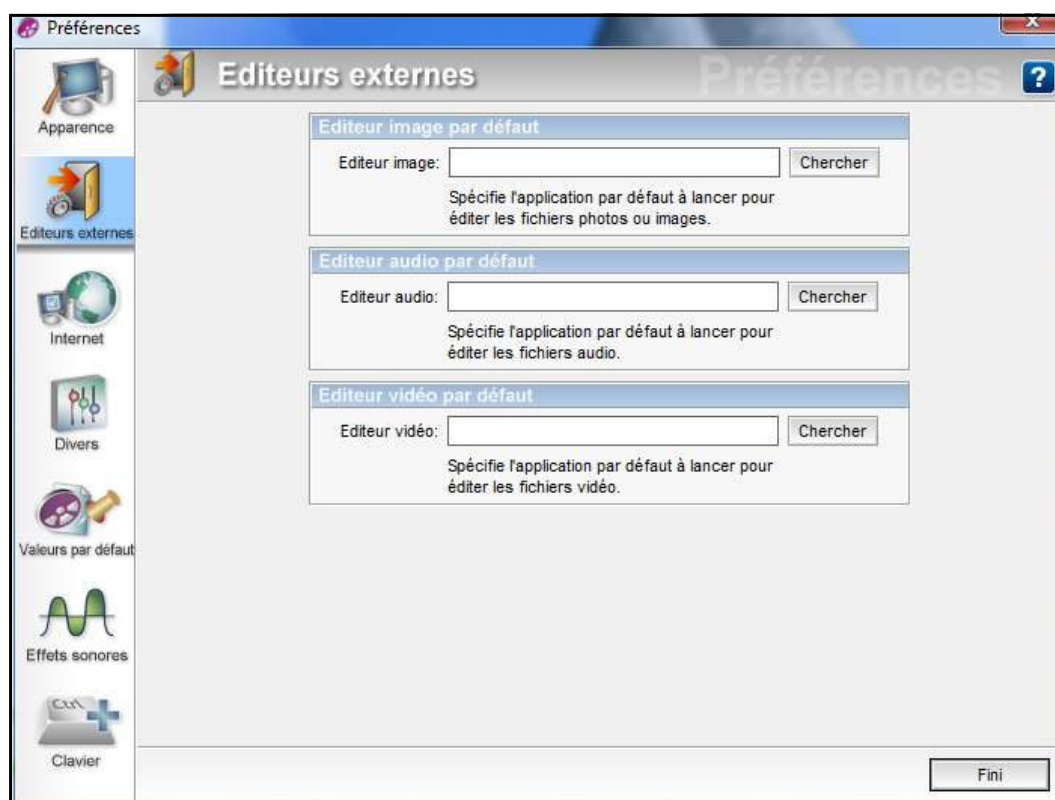 Préférences
Apparence
Editeurs externes
Internet
Divers
Valeurs par défaut
Effets sonores
Ctrl
Clavier
Editeurs externes
Préférences
?
Editeur image par défaut
Editeur image:
Chercher
Spécifie l'application par défaut à lancer pour
éditer les fichiers photos ou images.
Editeur audio par défaut
Editeur audio:
Chercher
Spécifie l'application par défaut à lancer pour
éditer les fichiers audio.
Editeur vidéo par défaut
Editeur vidéo:
Chercher
Spécifie l'application par défaut à lancer pour
éditer les fichiers vidéo.
Fini